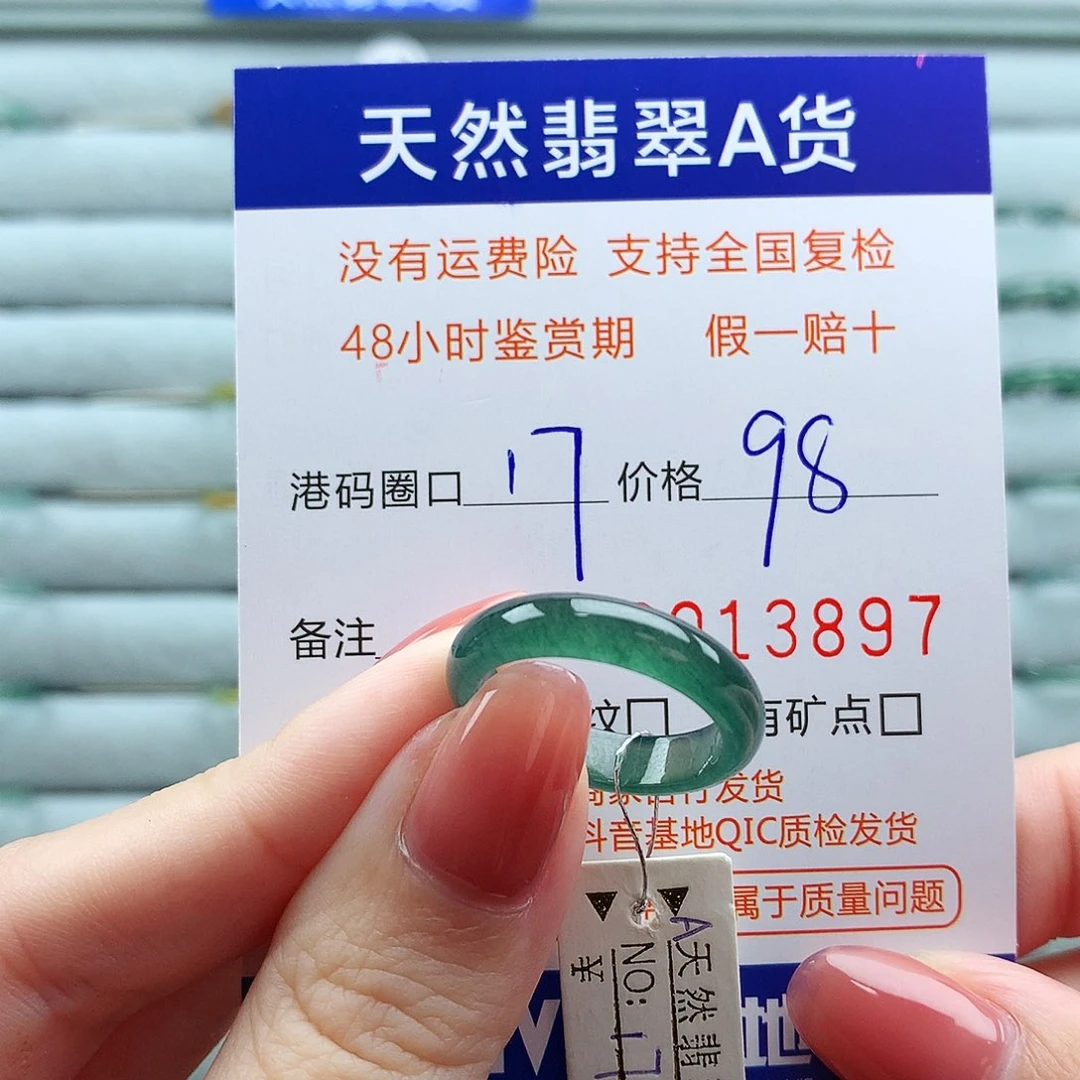 天然翡翠A货
没有运费险 支持全国复检
48小时鉴赏期 假一赔十
港码圈口 17 价格 98
备注 013897
纹□ 有矿点□
发货
抖音基地QIC质检发货
属于质量问题
地
A天然翡
NO: 17